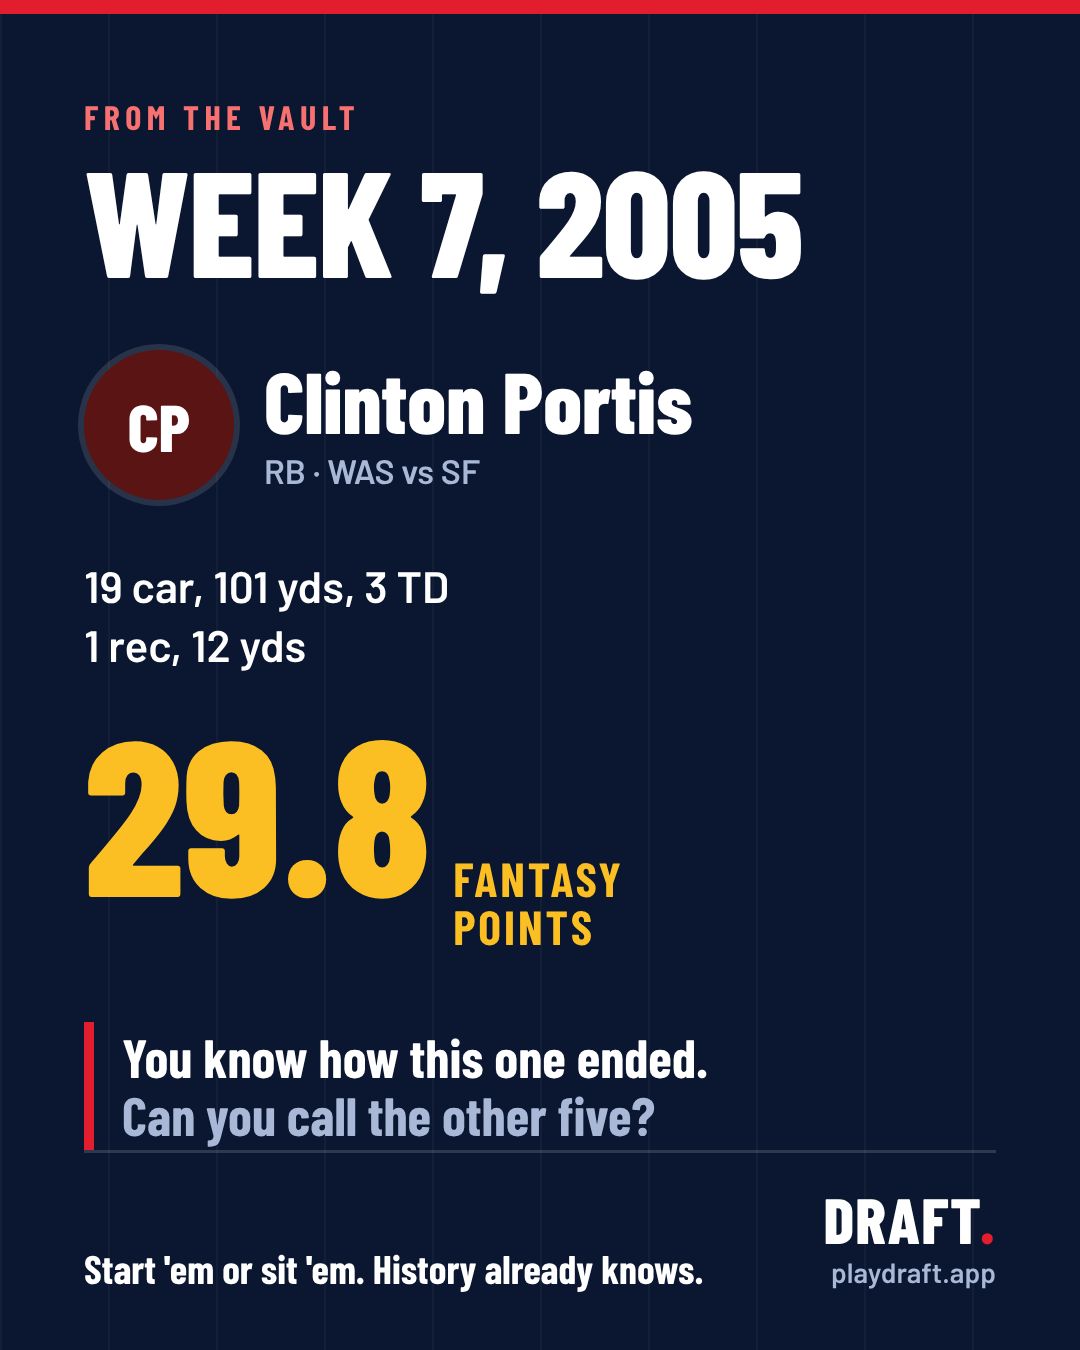 FROM THE VAULT
WEEK 7, 2005
CP
Clinton Portis
RB · WAS vs SF
19 car, 101 yds, 3 TD
1 rec, 12 yds
29.8
FANTASY
POINTS
You know how this one ended.
Can you call the other five?
Start 'em or sit 'em. History already knows.
DRAFT.
playdraft.app